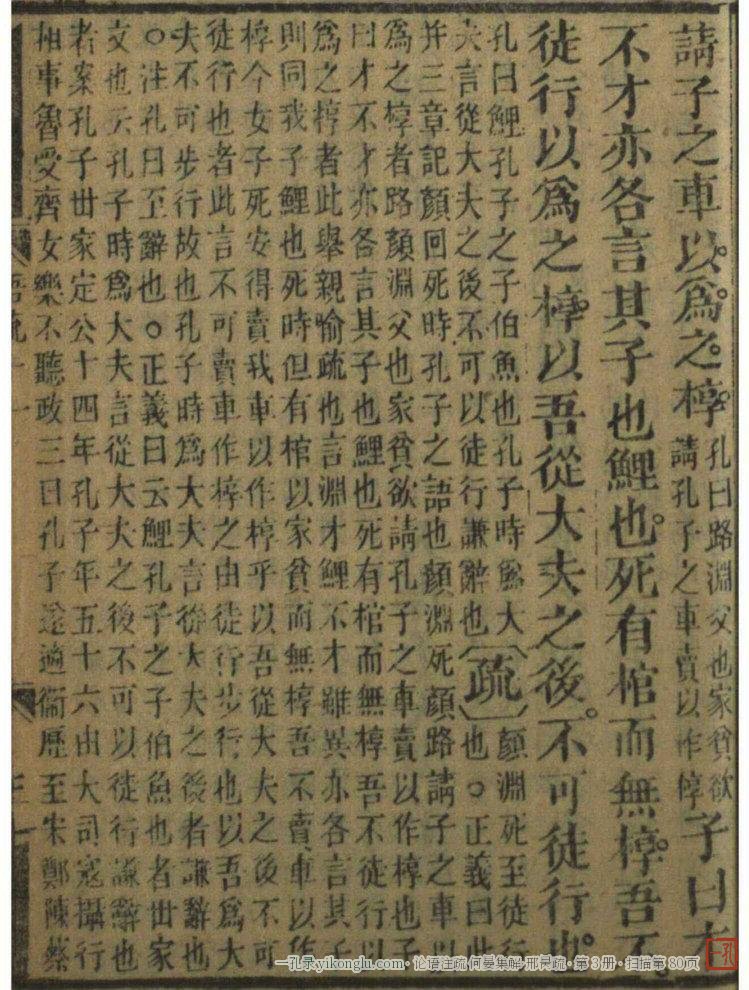 請子之車以爲之椁孔曰路淵父也家貧欲請孔子之車賣以作椁子曰才
不才亦各言其子也鯉也死有棺而無椁吾不
徒行以爲之椁以吾從大夫之後不可徒行也
孔曰鯉孔子之子伯魚也孔子時爲大
夫言從大夫之後不可以徒行謙辭也
疏
顏淵死至徒行
也○正義曰此
并三章記顏回死時孔子之語也顏淵死顏路請子之車以
爲之椁者路顏淵父也家貧欲請孔子之車賣以作椁也子
曰才不才亦各言其子也鯉也死有棺而無椁吾不徒行以
爲之椁者此舉親喻疏也言淵才鯉不才雖異亦各言其子
則同我子鯉也死時但有棺以家貧而無椁吾不賣車以作
椁今女子死安得賣我車以作椁乎以吾從大夫之後不可
徒行也者此言不可賣車作椁之由徒行步行也以吾爲大
夫不可步行故也孔子時爲大夫言從大夫之後者謙辭也
○注孔曰至辭也○正義曰云鯉孔子之子伯魚也者世家
文也云孔子時爲大夫言從大夫之後不可以徒行謙辭也
者案孔子世家定公十四年孔子年五十六由大司寇攝行
相事魯受齊女樂不聽政三日孔子遂適衞歷至宋鄭陳蔡
一孔录yikonglu.com·论语注疏·何晏集解·邢昺疏·第3册·扫描第80页
孔